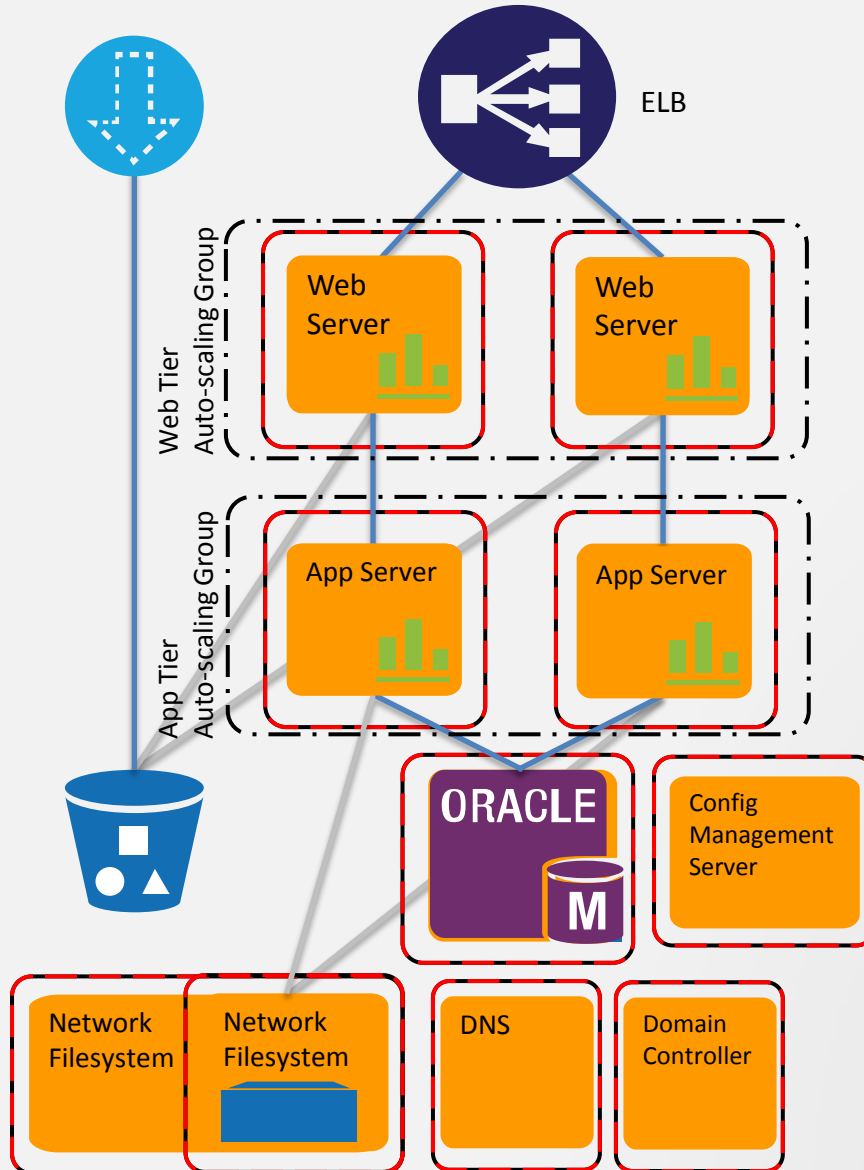 ELB
Web Tier
Auto-scaling Group
Web
Server
Web
Server
App Tier
Auto-scaling Group
App Server
App Server
ORACLE
M
Config
Management
Server
Network
Filesystem
Network
Filesystem
DNS
Domain
Controller